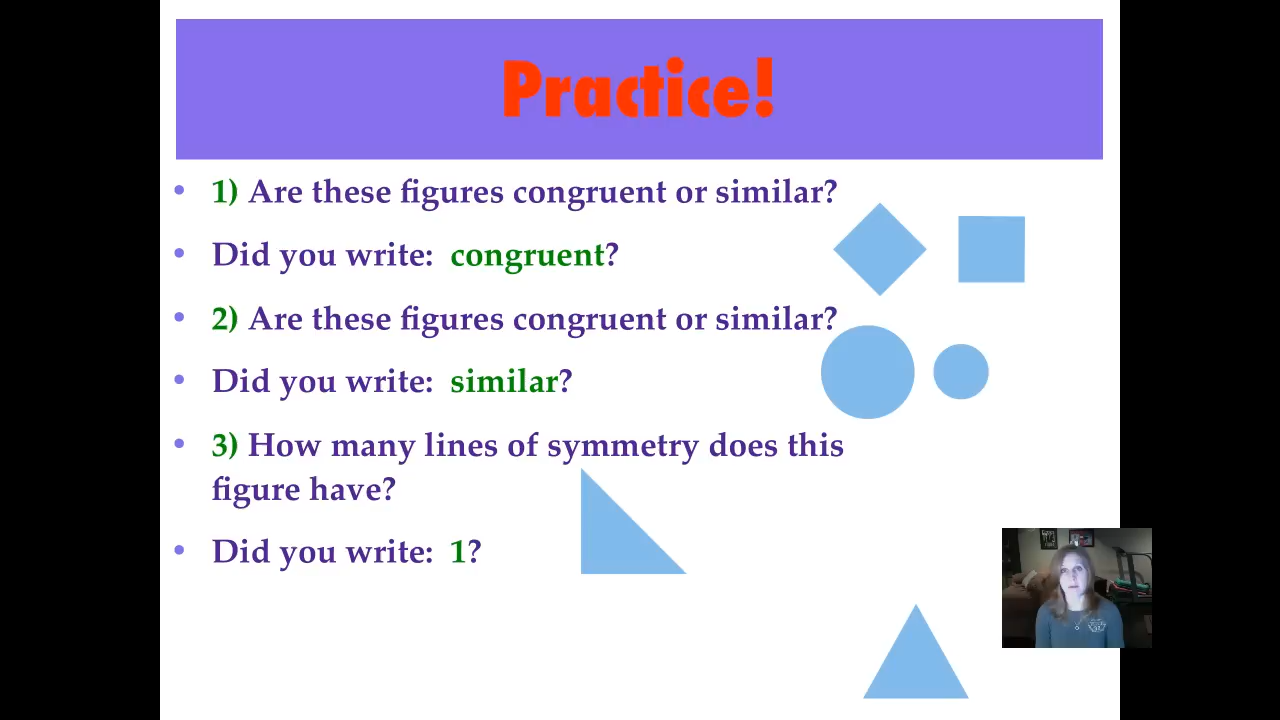 Practice!
• 1) Are these figures congruent or similar?
• Did you write: congruent?
• 2) Are these figures congruent or similar?
• Did you write: similar?
• 3) How many lines of symmetry does this
figure have?
• Did you write: 1?